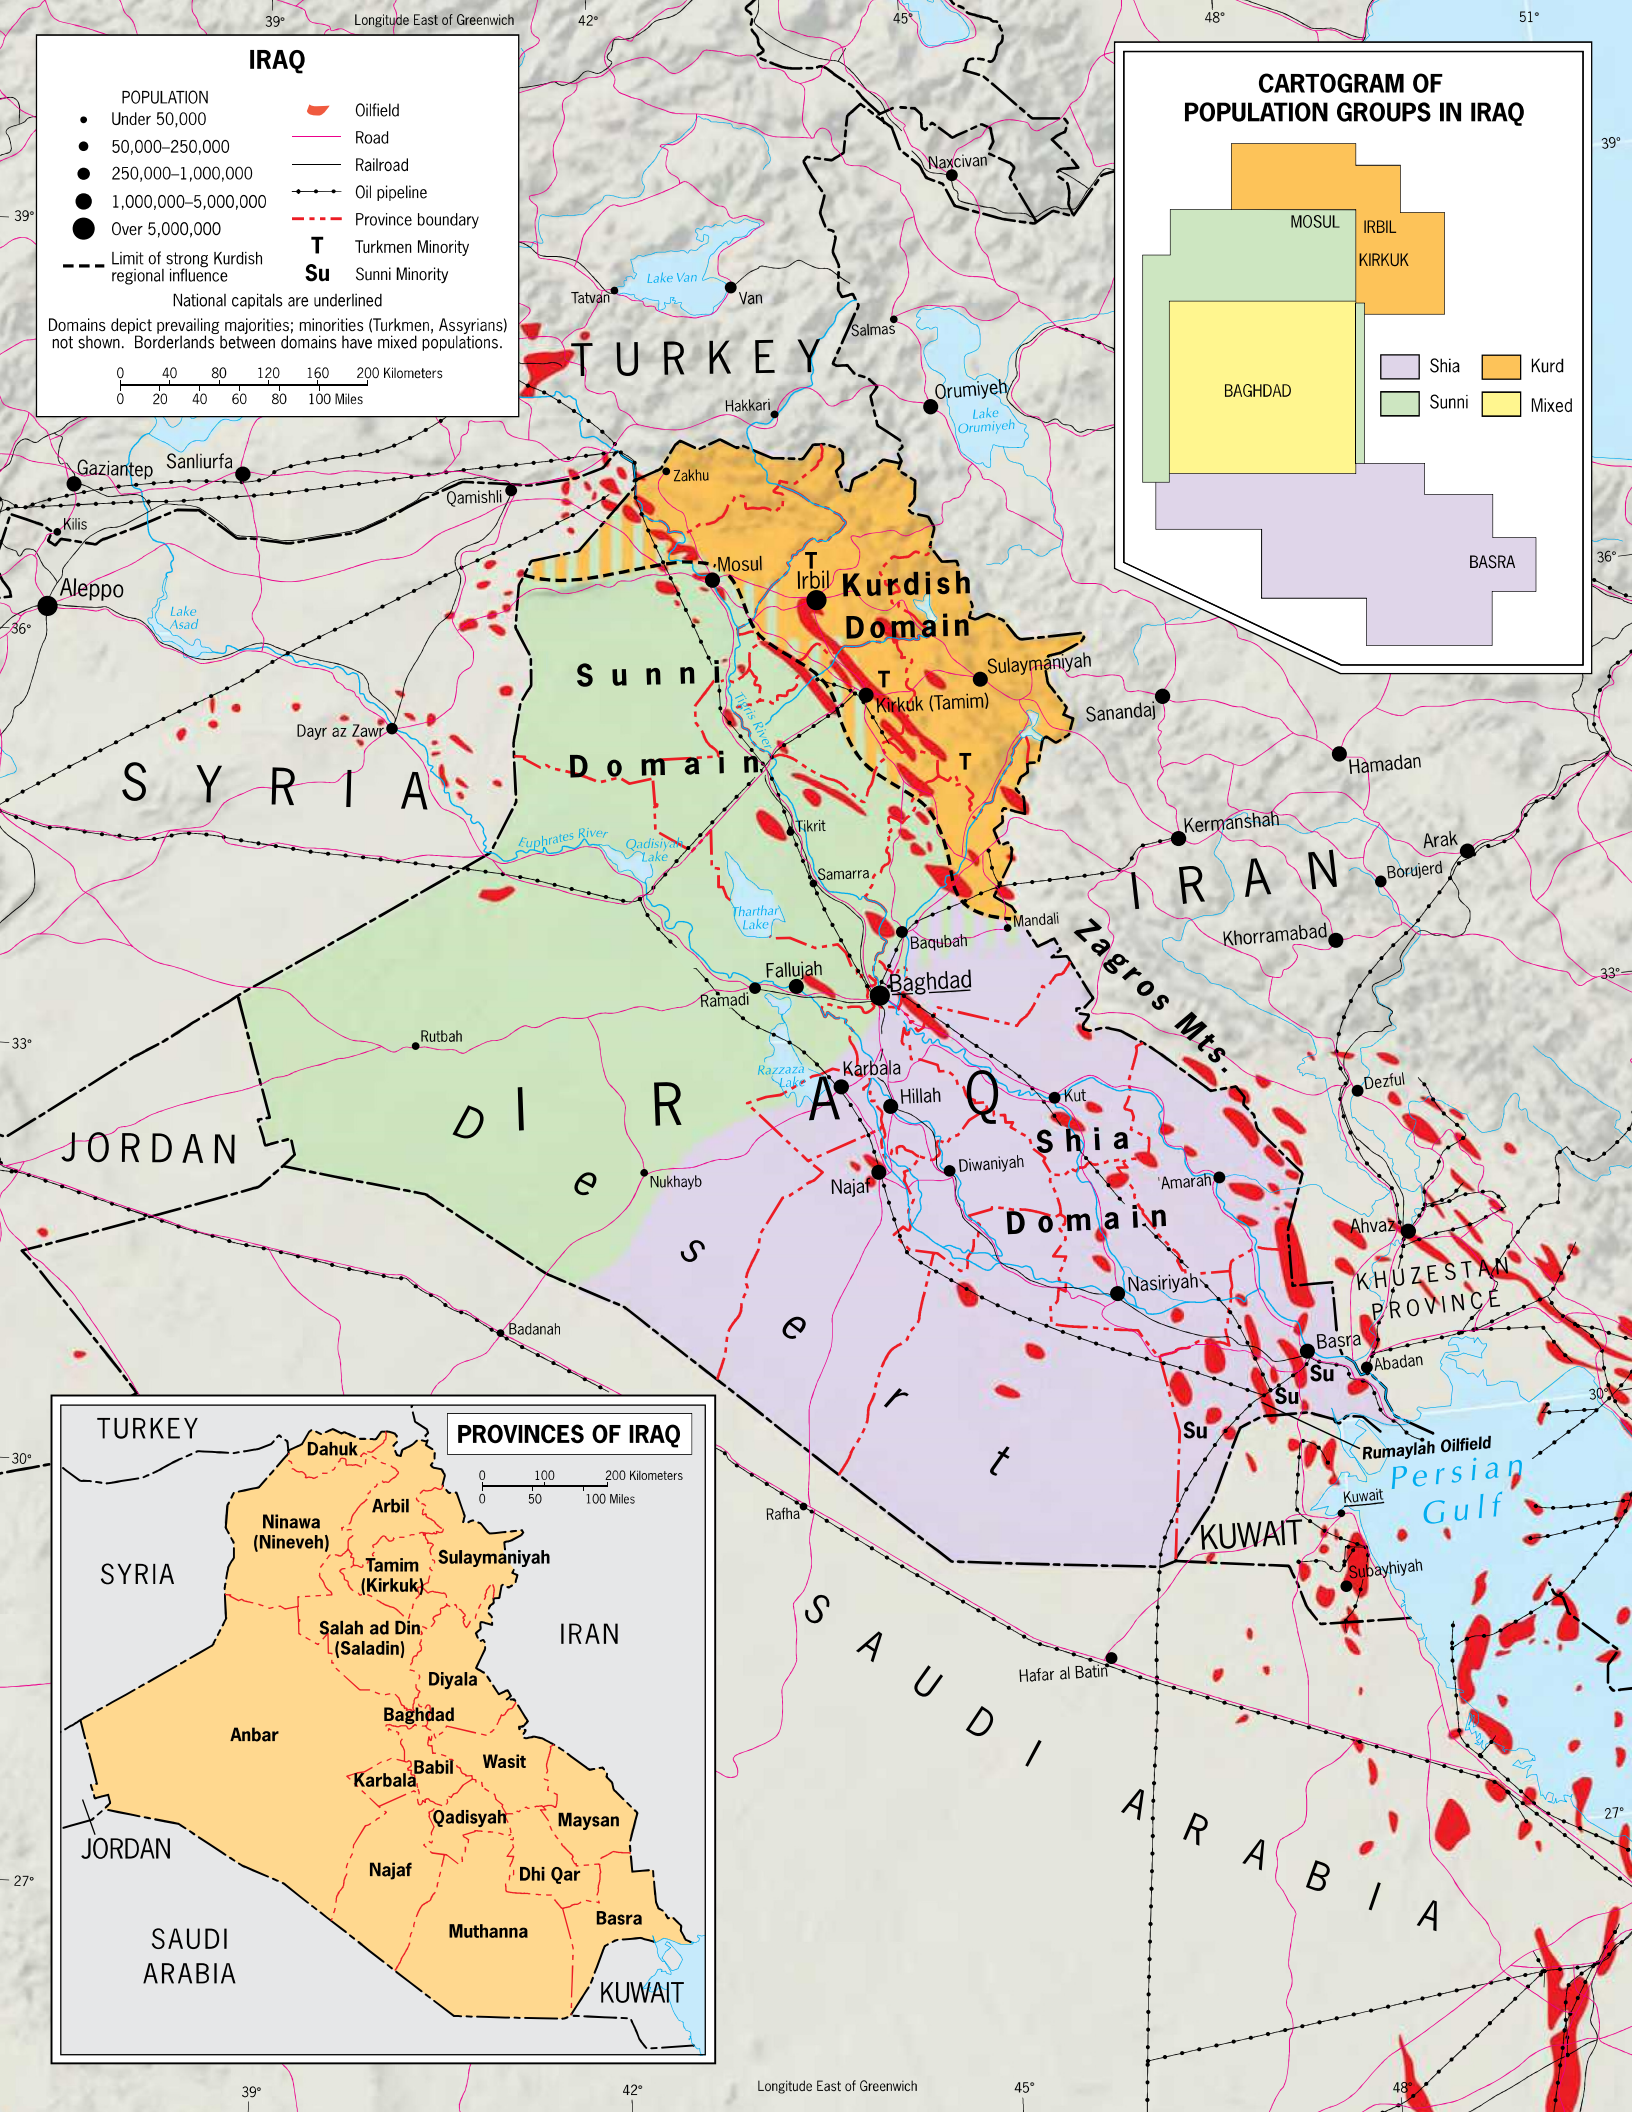 39°
Longitude East of Greenwich
42°
45°
48°
51°
IRAQ
POPULATION
Under 50,000
50,000–250,000
250,000–1,000,000
1,000,000–5,000,000
Over 5,000,000
Limit of strong Kurdish
regional influence
Oilfield
Road
Railroad
Oil pipeline
Province boundary
T
Turkmen Minority
Su
Sunni Minority
National capitals are underlined
Domains depict prevailing majorities; minorities (Turkmen, Assyrians)
not shown. Borderlands between domains have mixed populations.
0 40 80 120 160 200 Kilometers
0 20 40 60 80 100 Miles
CARTOGRAM OF
POPULATION GROUPS IN IRAQ
MOSUL
IRBIL
KIRKUK
BAGHDAD
BASRA
Shia
Kurd
Sunni
Mixed
39°
39°
36°
36°
33°
33°
30°
30°
27°
27°
Naxcivan
Lake Van
Tatvan
Van
Salmas
TURKEY
Orumiyeh
Lake
Orumiyeh
Hakkari
Gaziantep
Sanliurfa
Qamishli
Zakhu
Kilis
Aleppo
Lake
Asad
Mosul
T
Irbil
Kurdish
Domain
Sunni
Domain
Sulaymaniyah
T
Kirkuk (Tamim)
T
Tigris River
Sanandaj
Dayr az Zawr
SYRIA
Hamadan
Kermanshah
Arak
Borujerd
IRAN
Khorramabad
Euphrates River
Qadisiyah
Lake
Tikrit
Samarra
Tharthar
Lake
Mandali
Baqubah
Zagros Mts.
Fallujah
Baghdad
Ramadi
Rutbah
Razzaza
Lake
Karbala
Hillah
Kut
Dezful
IRAQ
Desert
JORDAN
Shia
Domain
Diwaniyah
Najaf
Nukhayb
Amarah
Ahvaz
KHUZESTAN
PROVINCE
Nasiriyah
Badanah
Basra
Su
Abadan
Su
Su
Rumaylah Oilfield
Persian
Gulf
Kuwait
KUWAIT
Subayhiyah
Rafha
Hafar al Batin
SAUDI ARABIA
PROVINCES OF IRAQ
0 100 200 Kilometers
0 50 100 Miles
TURKEY
SYRIA
IRAN
JORDAN
SAUDI
ARABIA
KUWAIT
Dahuk
Arbil
Ninawa
(Nineveh)
Tamim
(Kirkuk)
Sulaymaniyah
Salah ad Din
(Saladin)
Diyala
Baghdad
Anbar
Babil
Wasit
Karbala
Qadisyah
Maysan
Najaf
Dhi Qar
Basra
Muthanna
39°
42°
Longitude East of Greenwich
45°
48°